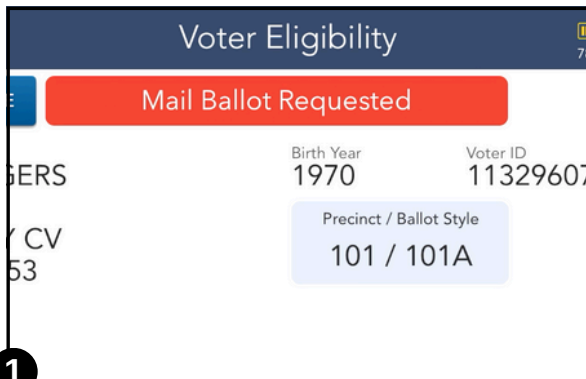 Voter Eligibility
Mail Ballot Requested
Birth Year
Voter ID
GERS
1970
11329607
Precinct / Ballot Style
CV
101 / 101A
53
1